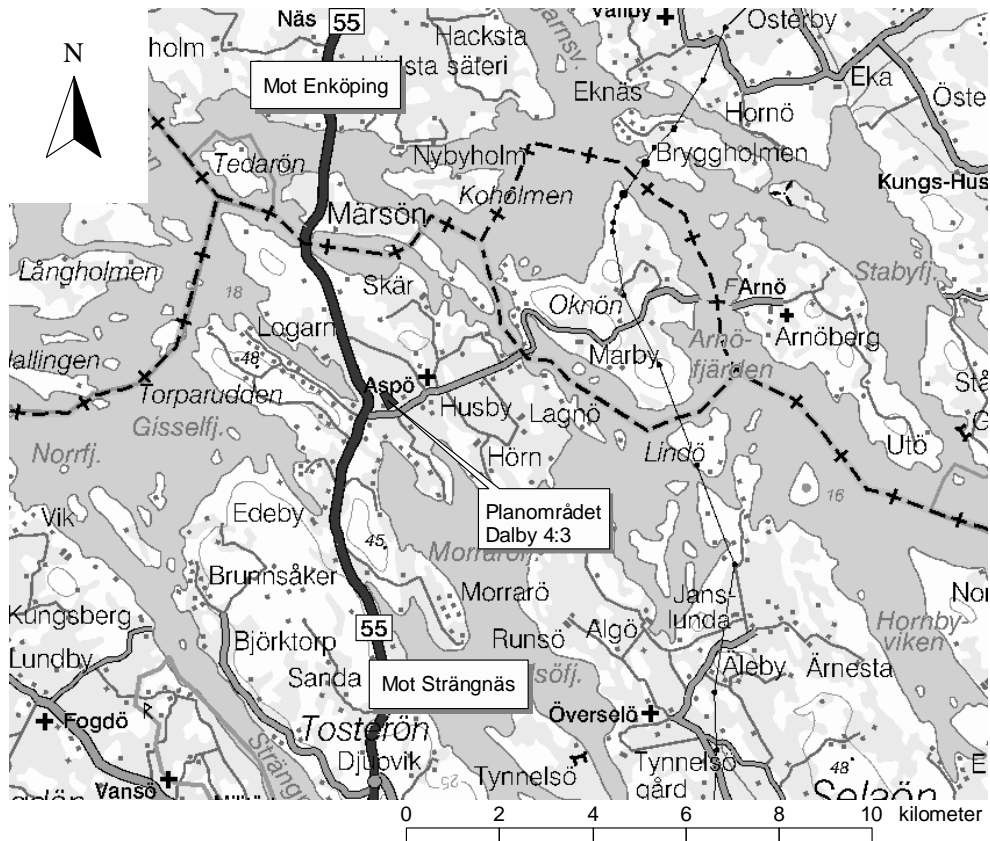 N
Näs
55
Vallby
Österby
holm
Hacksta
säteri
Mot Enköping
Eknäs
Eka
Hornö
Öste
Tedarön
Nybyholm
Bryggholmen
Koholmen
Kungs-Hus
Märsön
Långholmen
Skär
18
Stabyfj.
Oknön
Arnö
Logarn
Arnöberg
Arnö-
fjärden
Marby
48
Torparudden
Aspö
Husby
Lagnö
Gisselfj.
Norrfj.
Utö
Hörn
Lindö
16
Vik
Edeby
Planområdet
Dalby 4:3
45
Brunnsåker
Morrarö
Kungsberg
Jans-
lunda
Björktorp
55
Runsö
Algö
Hornby
viken
Lundby
Sanda
Mot Strängnäs
Äleby
Ärnesta
Fogdö
Överselö
Tosterön
Djupvik
Vansö
25
Tynnelsö
Tynnelsö
gård
48
Selaön
0 2 4 6 8 10 kilometer